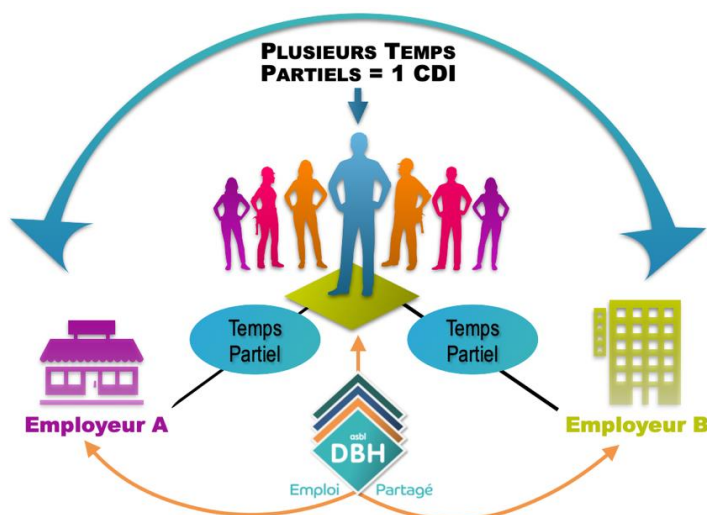 PLUSIEURS TEMPS
PARTIELS = 1 CDI
Temps
Partiel
Temps
Partiel
Employeur A
Employeur B
asbl
DBH
Emploi Partagé